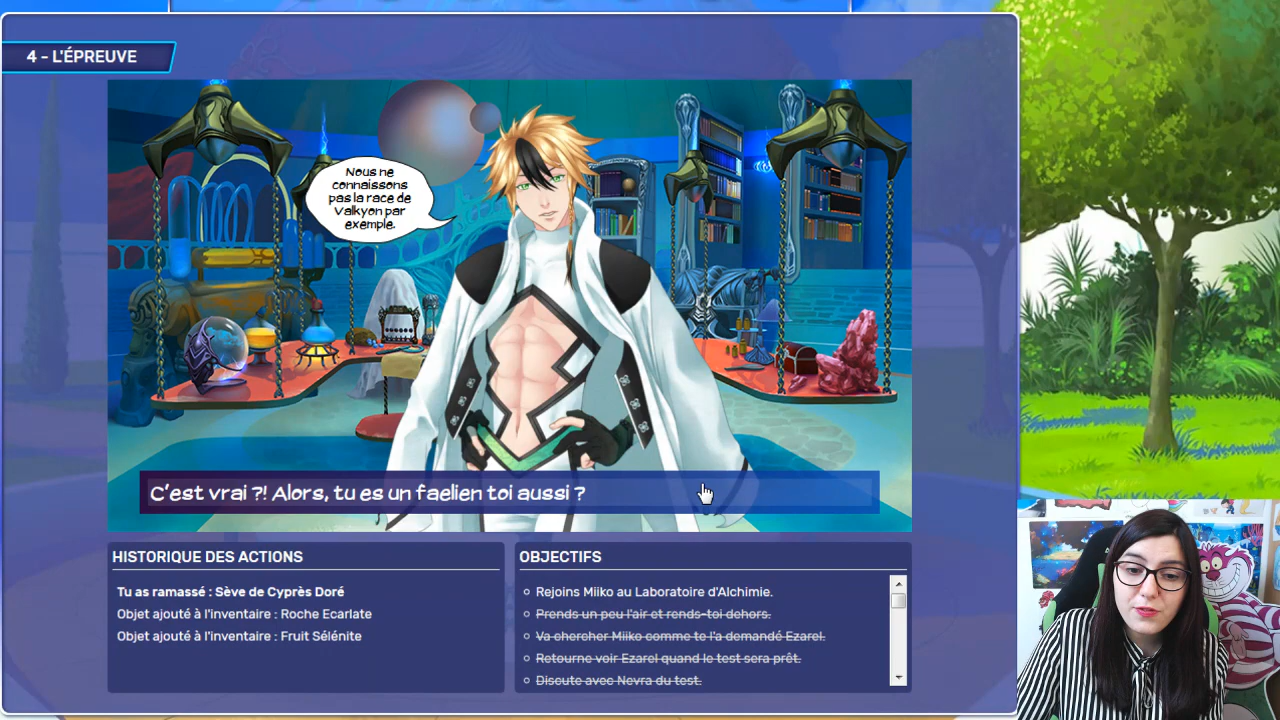 4 - L'ÉPREUVE
Nous ne
connaissons
pas la race de
Valkyon par
exemple.
C'est vrai ?! Alors, tu es un faelien toi aussi ?
HISTORIQUE DES ACTIONS
Tu as ramassé : Sève de Cyprès Doré
Objet ajouté à l'inventaire : Roche Ecarlate
Objet ajouté à l'inventaire : Fruit Sélénite
OBJECTIFS
Rejoins Miiko au Laboratoire d'Alchimie.
Prends un peu l'air et rends-toi dehors.
Va chercher Miiko comme te l'a demandé Ezarel.
Retourne voir Ezarel quand le test sera prêt.
Discute avec Nevra du test.